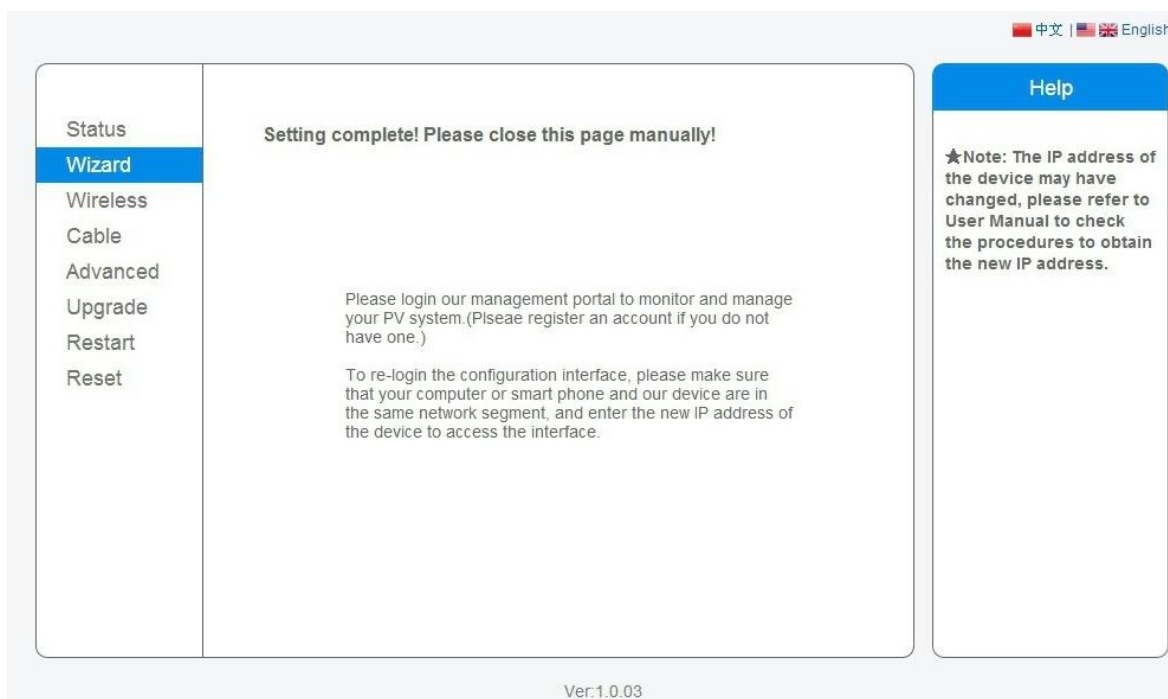 中文 | English
Status
Wizard
Wireless
Cable
Advanced
Upgrade
Restart
Reset
Setting complete! Please close this page manually!
Please login our management portal to monitor and manage
your PV system.(Plseae register an account if you do not
have one.)
To re-login the configuration interface, please make sure
that your computer or smart phone and our device are in
the same network segment, and enter the new IP address of
the device to access the interface.
Help
★Note: The IP address of
the device may have
changed, please refer to
User Manual to check
the procedures to obtain
the new IP address.
Ver:1.0.03